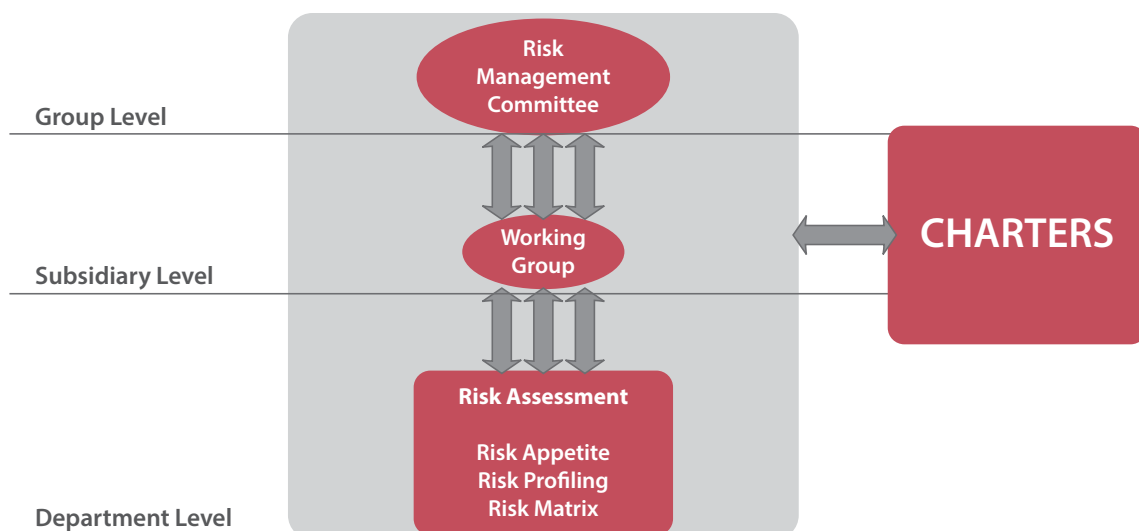 Risk
Management
Committee
Group Level
CHARTERS
Working
Group
Subsidiary Level
Risk Assessment
Risk Appetite
Risk Profiling
Risk Matrix
Department Level